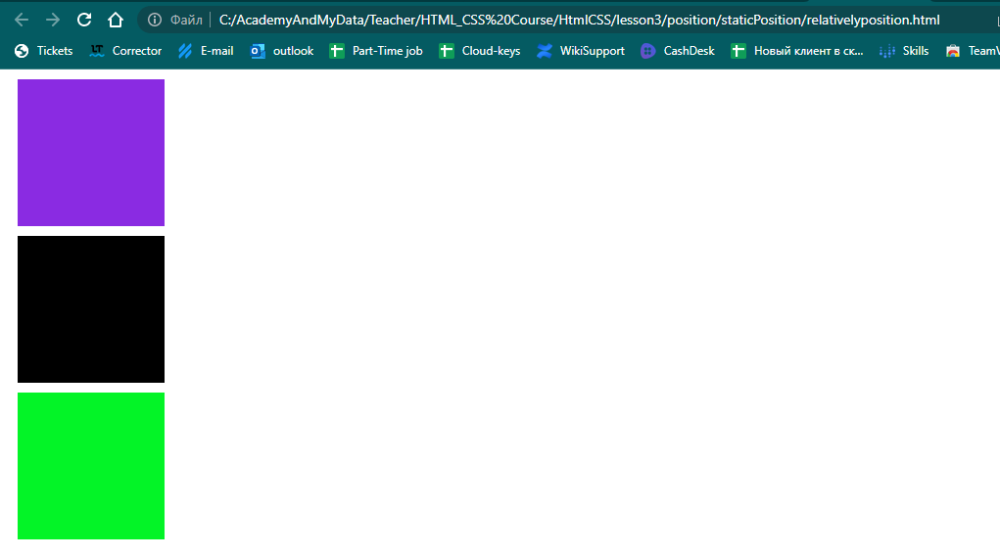 Файл C:/AcademyAndMyData/Teacher/HTML_CSS%20Course/HtmlCSS/lesson3/position/staticPosition/relativelyposition.html
Tickets LT Corrector E-mail outlook Part-Time job Cloud-keys WikiSupport CashDesk Новый клиент в ск... Skills